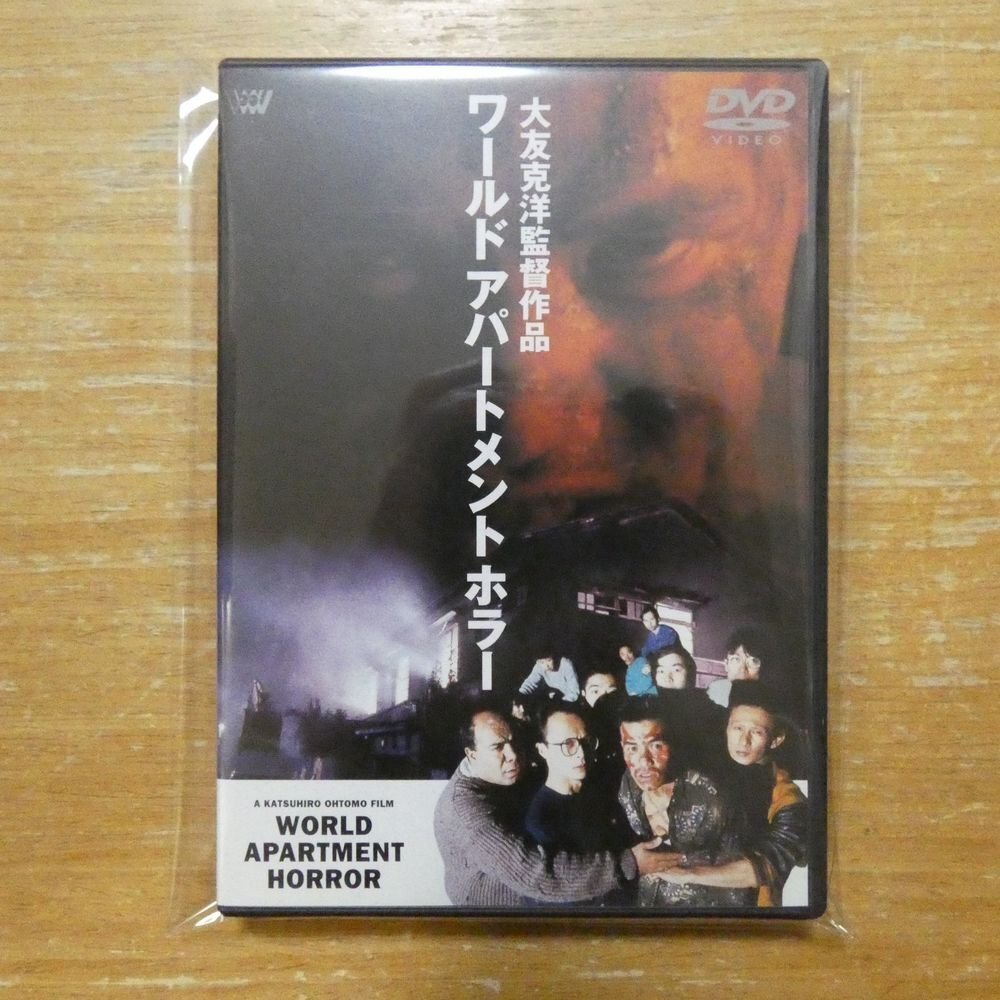 DVD
VIDEO
大友克洋監督作品
ワールド アパートメント ホラー
A KATSUHIRO OHTOMO FILM
WORLD
APARTMENT
HORROR